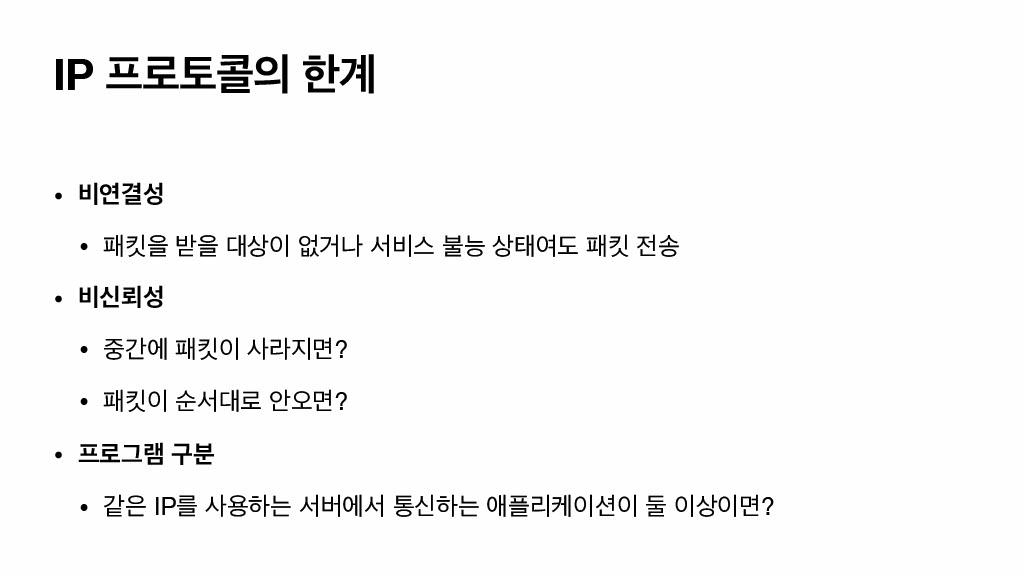 IP 프로토콜의 한계
• 비연결성
• 패킷을 받을 대상이 없거나 서비스 불능 상태여도 패킷 전송
• 비신뢰성
• 중간에 패킷이 사라지면?
• 패킷이 순서대로 안오면?
• 프로그램 구분
• 같은 IP를 사용하는 서버에서 통신하는 애플리케이션이 둘 이상이면?